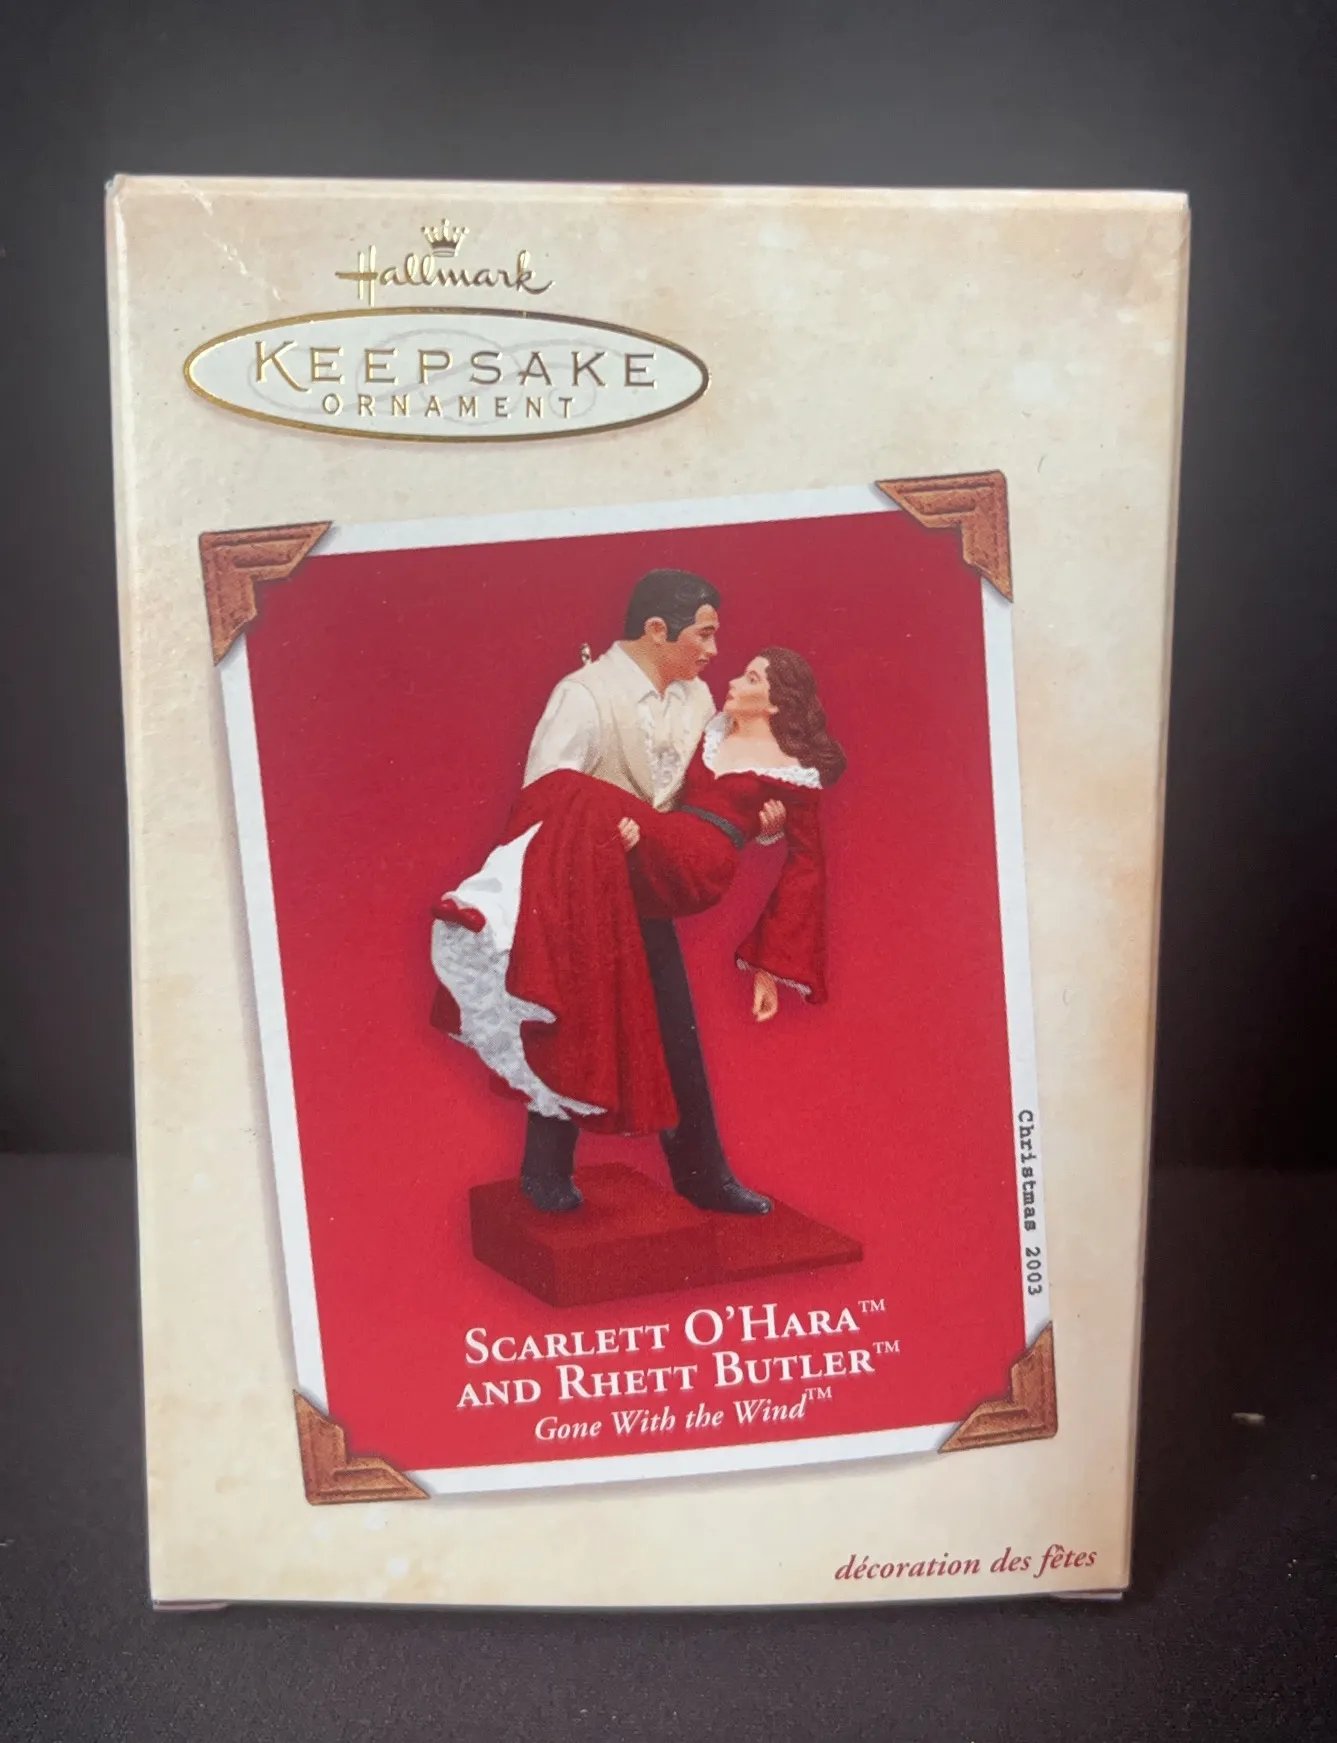 Hallmark
KEEPSAKE
ORNAMENT
Christmas 2003
SCARLETT O'HARA™
AND RHETT BUTLER™
Gone With the Wind™
décoration des fêtes